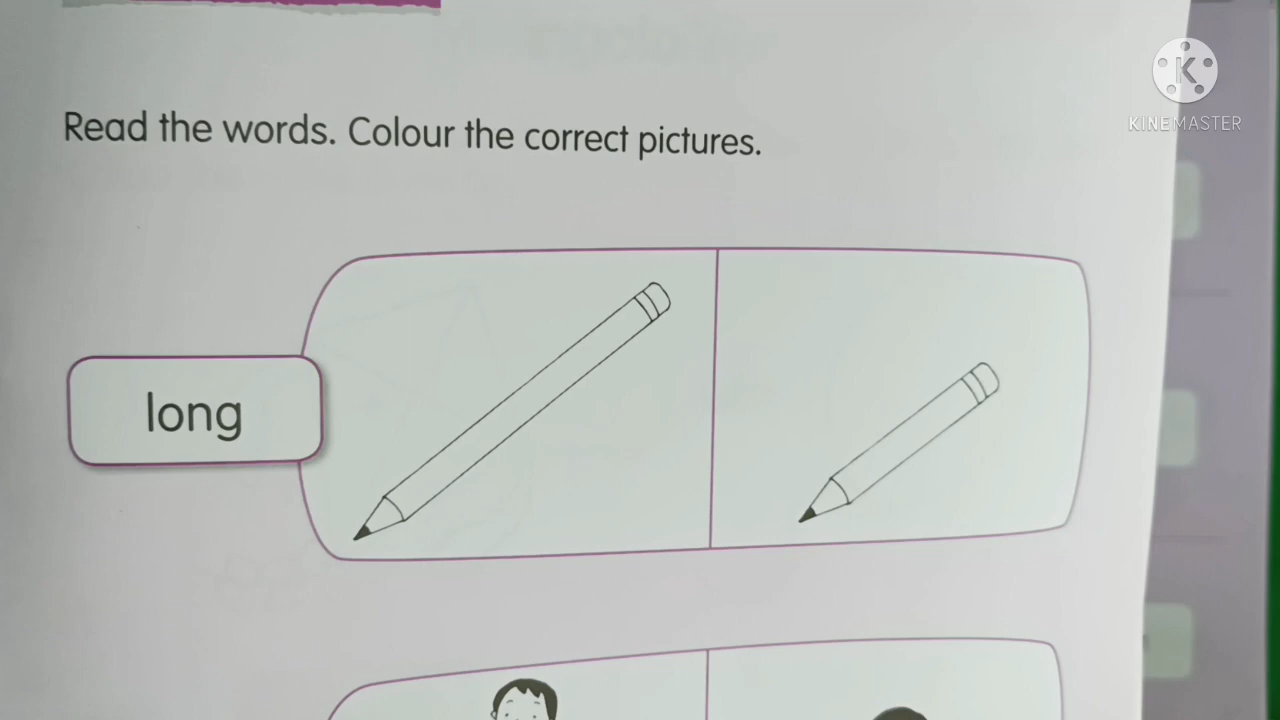 Read the words. Colour the correct pictures.
long
K
KINEMASTER